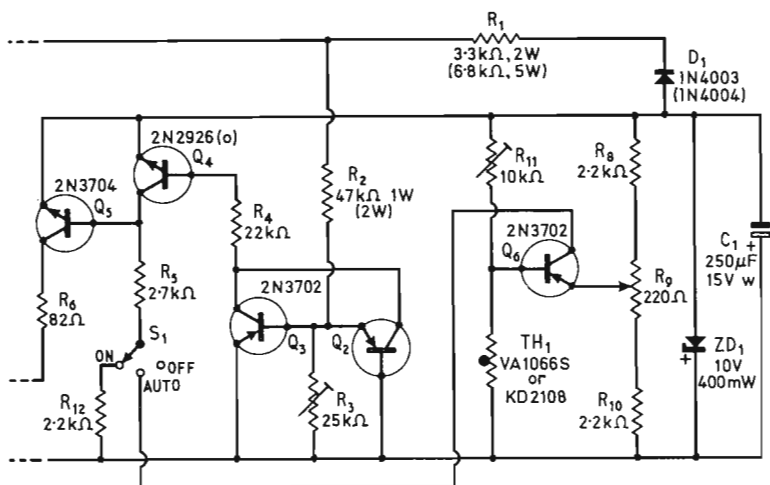 R1
3.3kΩ, 2W
(6.8kΩ, 5W)
D1
1N4003
(1N4004)
2N2926(o)
Q4
2N3704
Q5
R2
47kΩ 1W
(2W)
R11
10kΩ
R8
2.2kΩ
R4
22kΩ
2N3702
Q6
C1 +
250μF
15V w
R5
2.7kΩ
2N3702
R9
220Ω
R6
82Ω
S1
Q3
Q2
TH1
VA1066S
or
KD2108
ZD1
+
10V
400mW
ON
OFF
AUTO
R12
2.2kΩ
R3
25kΩ
R10
2.2kΩ